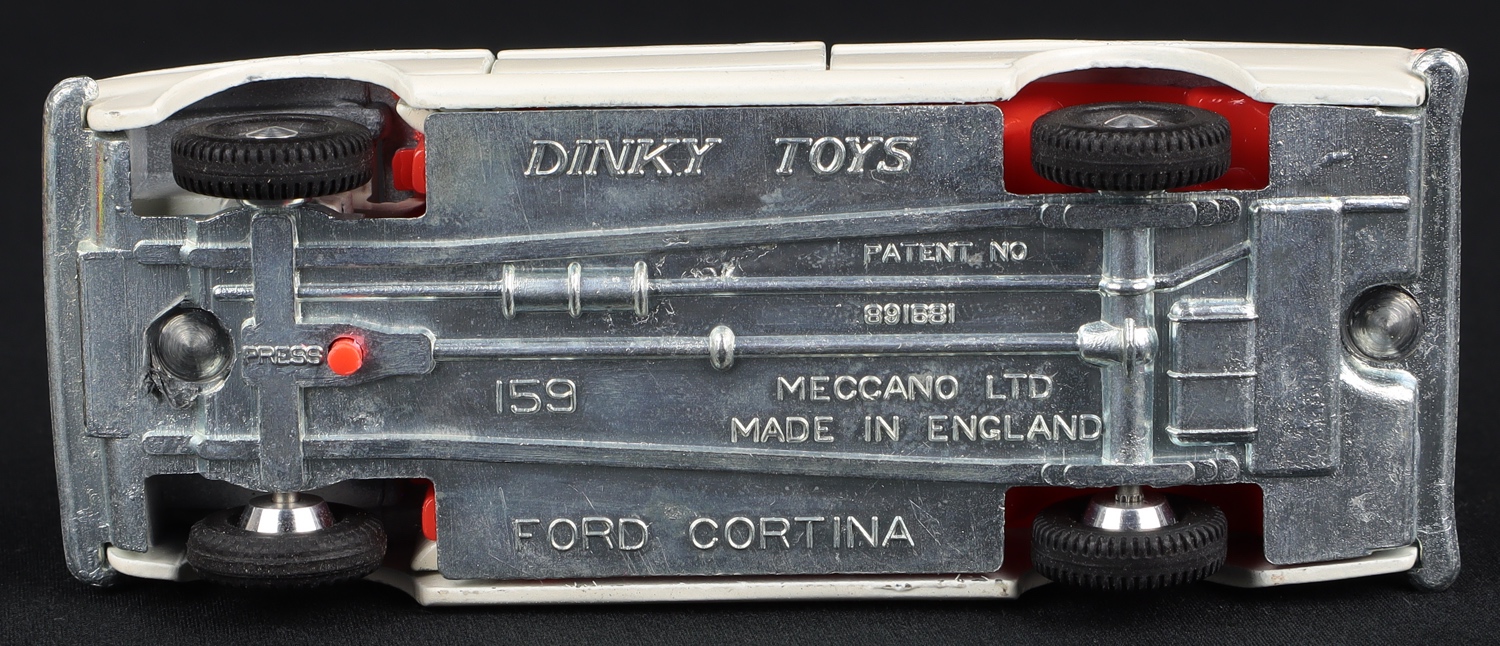 DINKY TOYS
PATENT NO
891681
PRESS
159
MECCANO LTD
MADE IN ENGLAND
FORD CORTINA